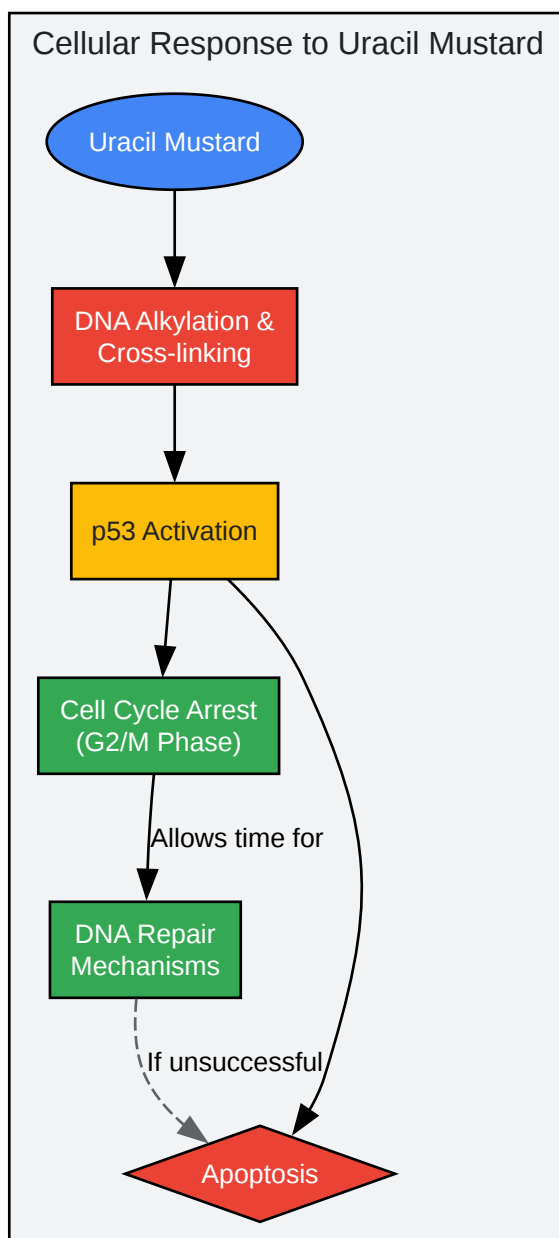 Cellular Response to Uracil Mustard
Uracil Mustard
DNA Alkylation &
Cross-linking
p53 Activation
Cell Cycle Arrest
(G2/M Phase)
Allows time for
DNA Repair
Mechanisms
If unsuccessful
Apoptosis